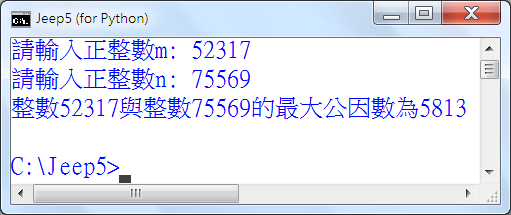 Jeep5 (for Python)
請輸入正整數m: 52317
請輸入正整數n: 75569
整數52317與整數75569的最大公因數為5813
C:\Jeep5>